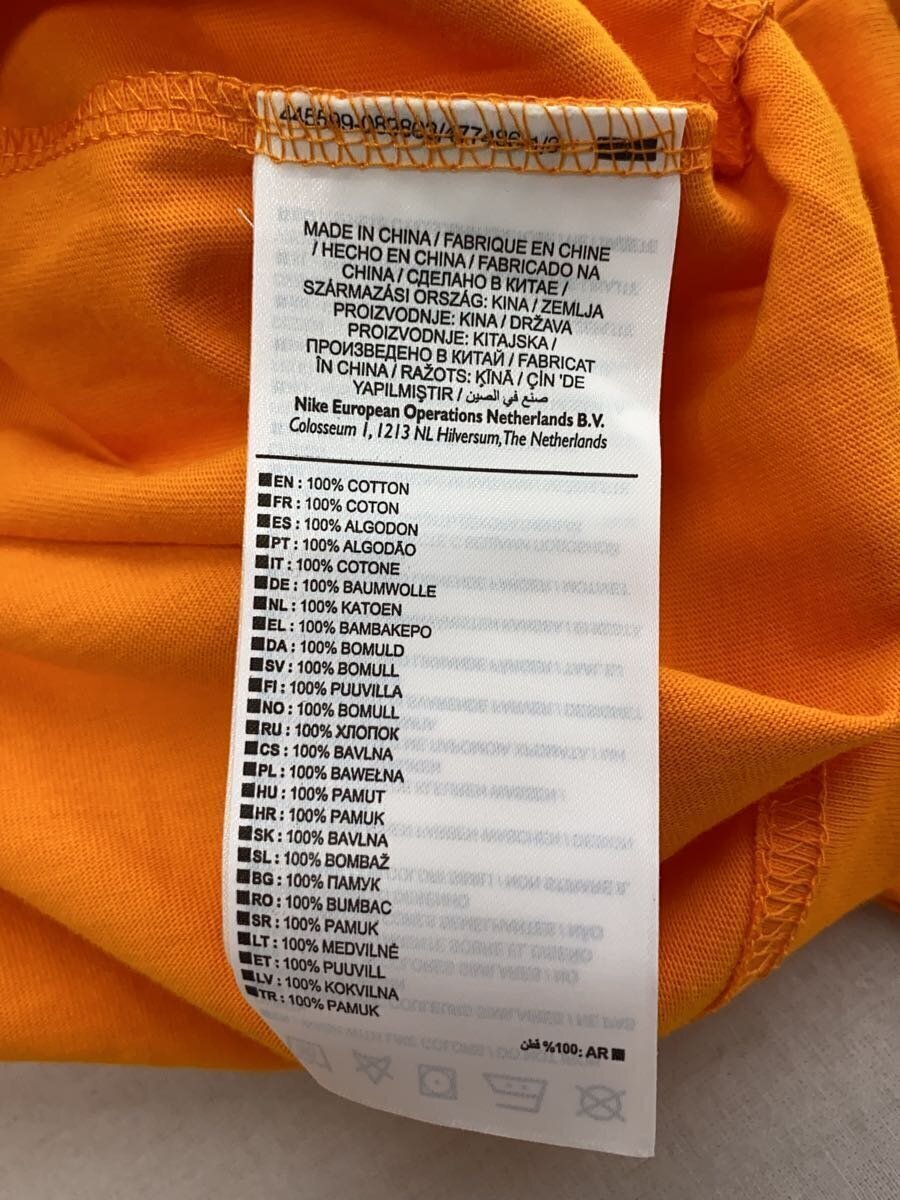 MADE IN CHINA / FABRIQUE EN CHINE
/ HECHO EN CHINA / FABRICADO NA
CHINA / СДЕЛАНО В КИТАЕ /
SZÁRMAZÁSI ORSZÁG: KINA / ZEMLJA
PROIZVODNJE: KINA / DRŽAVA
PROIZVODNJE: KITAJSKA /
ПРОИЗВЕДЕНО В КИТАЙ / FABRICAT
ÎN CHINA / RAŽOTS: ĶĪNĀ / ÇİN 'DE
YAPILMIŞTIR / صنع في الصين
Nike European Operations Netherlands B.V.
Colosseum 1, 1213 NL Hilversum, The Netherlands
EN : 100% COTTON
FR : 100% COTON
ES : 100% ALGODON
PT : 100% ALGODÃO
IT : 100% COTONE
DE : 100% BAUMWOLLE
NL : 100% KATOEN
EL : 100% ΒΑΜΒΑΚΕΡΟ
DA : 100% BOMULD
SV : 100% BOMULL
FI : 100% PUUVILLA
NO : 100% BOMULL
RU : 100% ХЛОПОК
CS : 100% BAVLNA
PL : 100% BAWEŁNA
HU : 100% PAMUT
HR : 100% PAMUK
SK : 100% BAVLNA
SL : 100% BOMBAŽ
BG : 100% ПАМУК
RO : 100% BUMBAC
SR : 100% PAMUK
LT : 100% MEDVILNĖ
ET : 100% PUUVILL
LV : 100% KOKVILNA
TR : 100% PAMUK
قطن %100 : AR